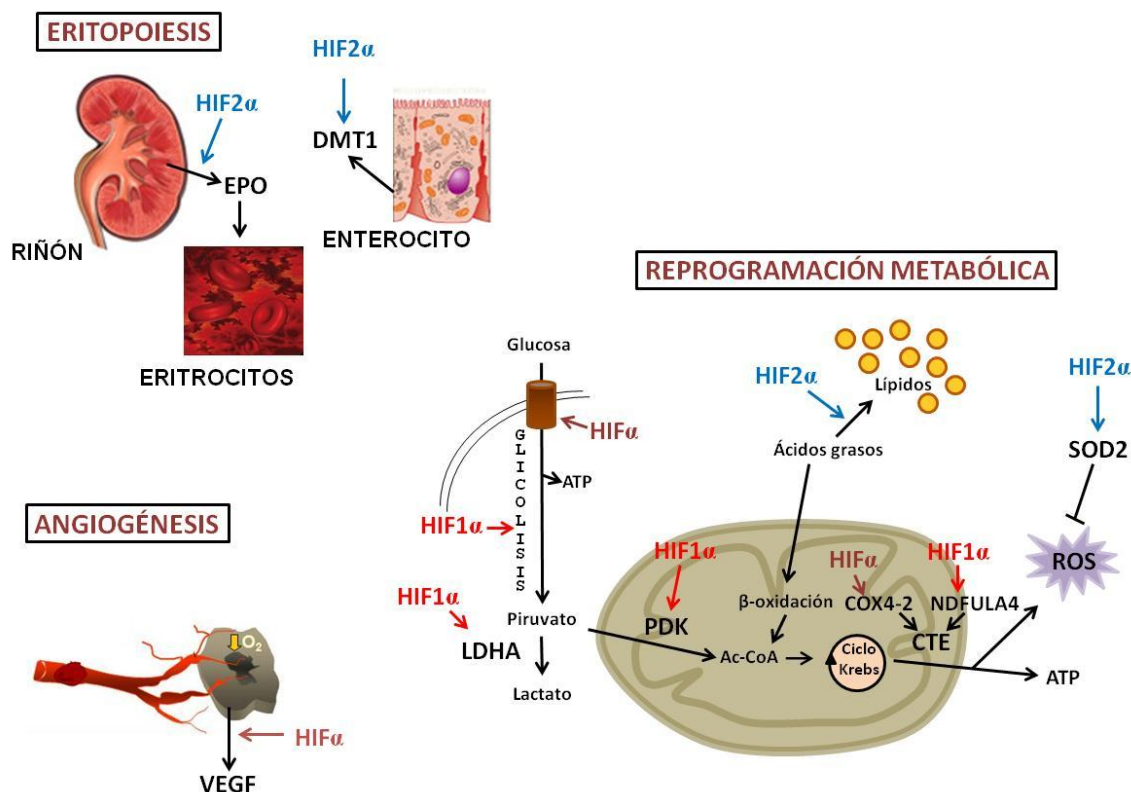 ERITOPOIESIS
HIF2α
HIF2α
DMT1
EPO
RIÑÓN
ENTEROCITO
ERITROCITOS
REPROGRAMACIÓN METABÓLICA
Glucosa
HIFα
GLICOLISIS
ATP
HIF1α
HIF1α
LDHA
Piruvato
Lactato
HIF2α
Lípidos
Ácidos grasos
HIF2α
SOD2
ROS
HIF1α
PDK
β-oxidación
HIFα
COX4-2
HIF1α
NDFULA4
CTE
Ac-CoA
Ciclo
Krebs
ATP
ANGIOGÉNESIS
O2
HIFα
VEGF